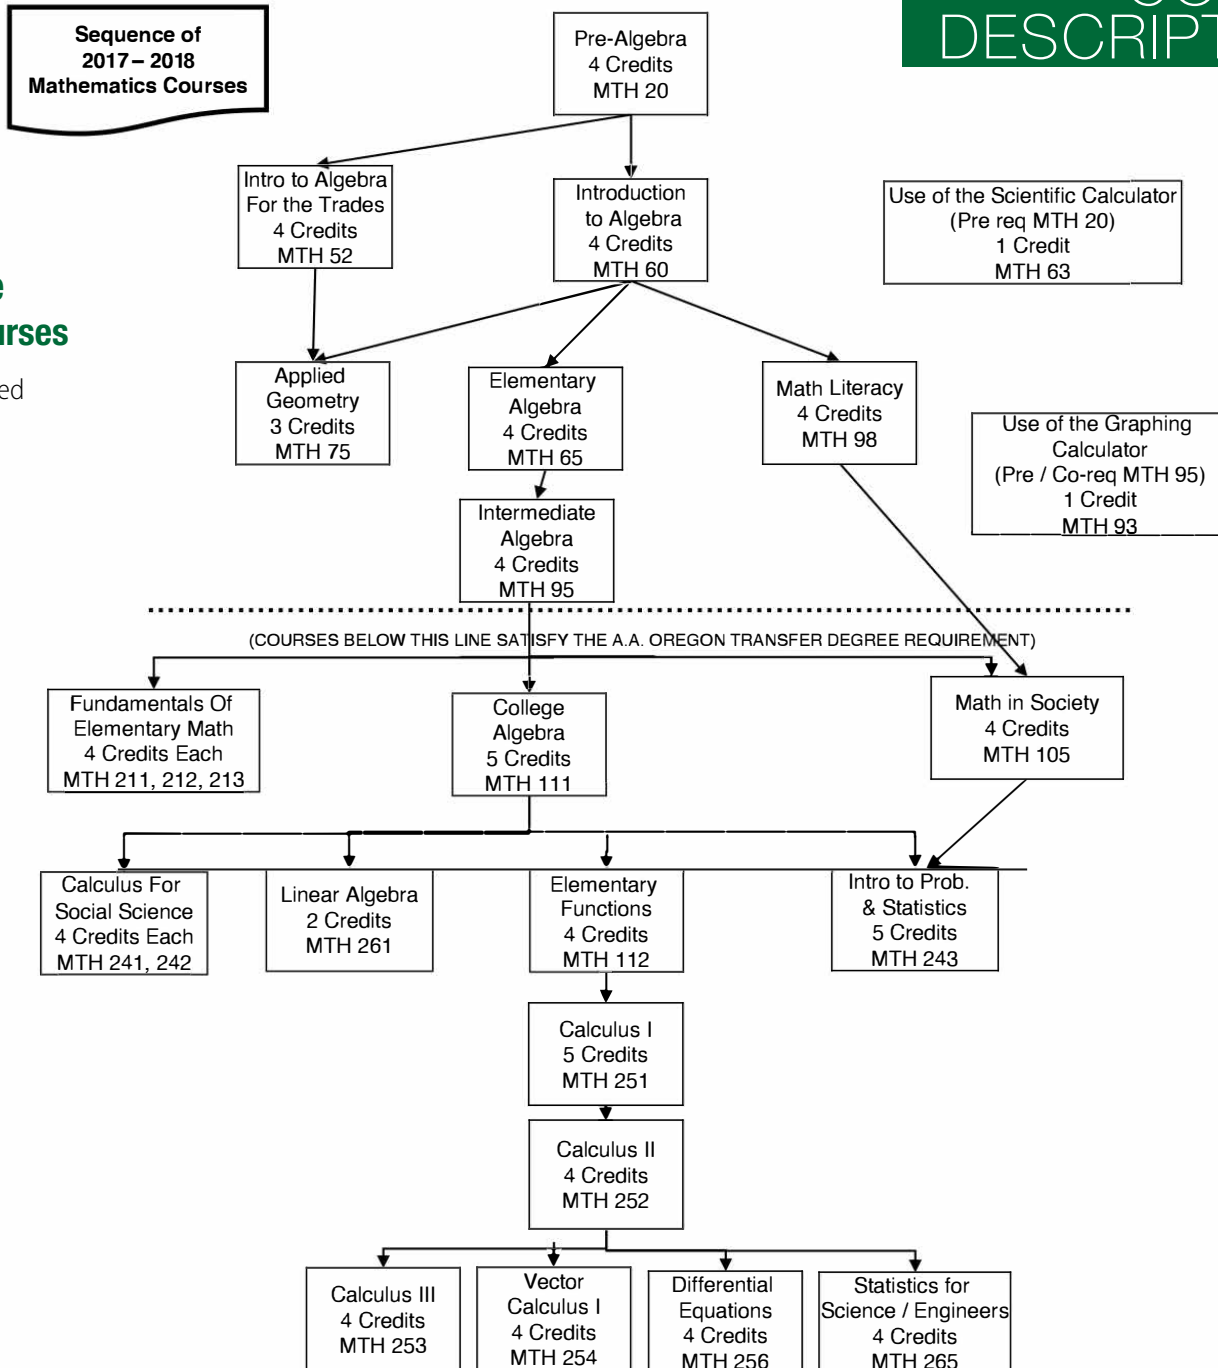 DESCRIPT
Sequence of
2017 – 2018
Mathematics Courses
Pre-Algebra
4 Credits
MTH 20
Intro to Algebra
For the Trades
4 Credits
MTH 52
Introduction
to Algebra
4 Credits
MTH 60
Use of the Scientific Calculator
(Pre req MTH 20)
1 Credit
MTH 63
e
urses
ed
Applied
Geometry
3 Credits
MTH 75
Elementary
Algebra
4 Credits
MTH 65
Math Literacy
4 Credits
MTH 98
Use of the Graphing
Calculator
(Pre / Co-req MTH 95)
1 Credit
MTH 93
Intermediate
Algebra
4 Credits
MTH 95
(COURSES BELOW THIS LINE SATISFY THE A.A. OREGON TRANSFER DEGREE REQUIREMENT)
Fundamentals Of
Elementary Math
4 Credits Each
MTH 211, 212, 213
College
Algebra
5 Credits
MTH 111
Math in Society
4 Credits
MTH 105
Calculus For
Social Science
4 Credits Each
MTH 241, 242
Linear Algebra
2 Credits
MTH 261
Elementary
Functions
4 Credits
MTH 112
Intro to Prob.
& Statistics
5 Credits
MTH 243
Calculus I
5 Credits
MTH 251
Calculus II
4 Credits
MTH 252
Calculus III
4 Credits
MTH 253
Vector
Calculus I
4 Credits
MTH 254
Differential
Equations
4 Credits
MTH 256
Statistics for
Science / Engineers
4 Credits
MTH 265